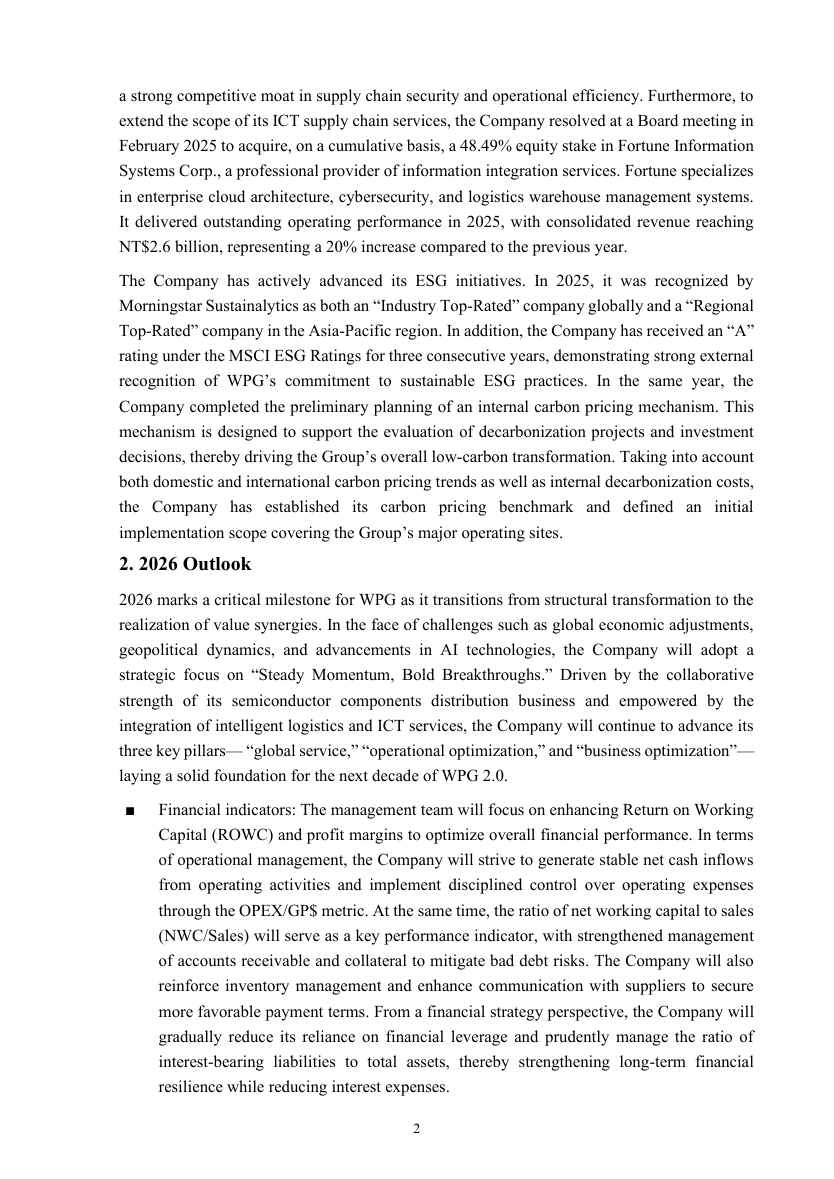 a strong competitive moat in supply chain security and operational efficiency. Furthermore, to
extend the scope of its ICT supply chain services, the Company resolved at a Board meeting in
February 2025 to acquire, on a cumulative basis, a 48.49% equity stake in Fortune Information
Systems Corp., a professional provider of information integration services. Fortune specializes
in enterprise cloud architecture, cybersecurity, and logistics warehouse management systems.
It delivered outstanding operating performance in 2025, with consolidated revenue reaching
NT$2.6 billion, representing a 20% increase compared to the previous year.
The Company has actively advanced its ESG initiatives. In 2025, it was recognized by
Morningstar Sustainalytics as both an “Industry Top-Rated” company globally and a “Regional
Top-Rated” company in the Asia-Pacific region. In addition, the Company has received an “A”
rating under the MSCI ESG Ratings for three consecutive years, demonstrating strong external
recognition of WPG’s commitment to sustainable ESG practices. In the same year, the
Company completed the preliminary planning of an internal carbon pricing mechanism. This
mechanism is designed to support the evaluation of decarbonization projects and investment
decisions, thereby driving the Group’s overall low-carbon transformation. Taking into account
both domestic and international carbon pricing trends as well as internal decarbonization costs,
the Company has established its carbon pricing benchmark and defined an initial
implementation scope covering the Group’s major operating sites.
2. 2026 Outlook
2026 marks a critical milestone for WPG as it transitions from structural transformation to the
realization of value synergies. In the face of challenges such as global economic adjustments,
geopolitical dynamics, and advancements in AI technologies, the Company will adopt a
strategic focus on “Steady Momentum, Bold Breakthroughs.” Driven by the collaborative
strength of its semiconductor components distribution business and empowered by the
integration of intelligent logistics and ICT services, the Company will continue to advance its
three key pillars— “global service,” “operational optimization,” and “business optimization”—
laying a solid foundation for the next decade of WPG 2.0.
■ Financial indicators: The management team will focus on enhancing Return on Working
Capital (ROWC) and profit margins to optimize overall financial performance. In terms
of operational management, the Company will strive to generate stable net cash inflows
from operating activities and implement disciplined control over operating expenses
through the OPEX/GP$ metric. At the same time, the ratio of net working capital to sales
(NWC/Sales) will serve as a key performance indicator, with strengthened management
of accounts receivable and collateral to mitigate bad debt risks. The Company will also
reinforce inventory management and enhance communication with suppliers to secure
more favorable payment terms. From a financial strategy perspective, the Company will
gradually reduce its reliance on financial leverage and prudently manage the ratio of
interest-bearing liabilities to total assets, thereby strengthening long-term financial
resilience while reducing interest expenses.
2